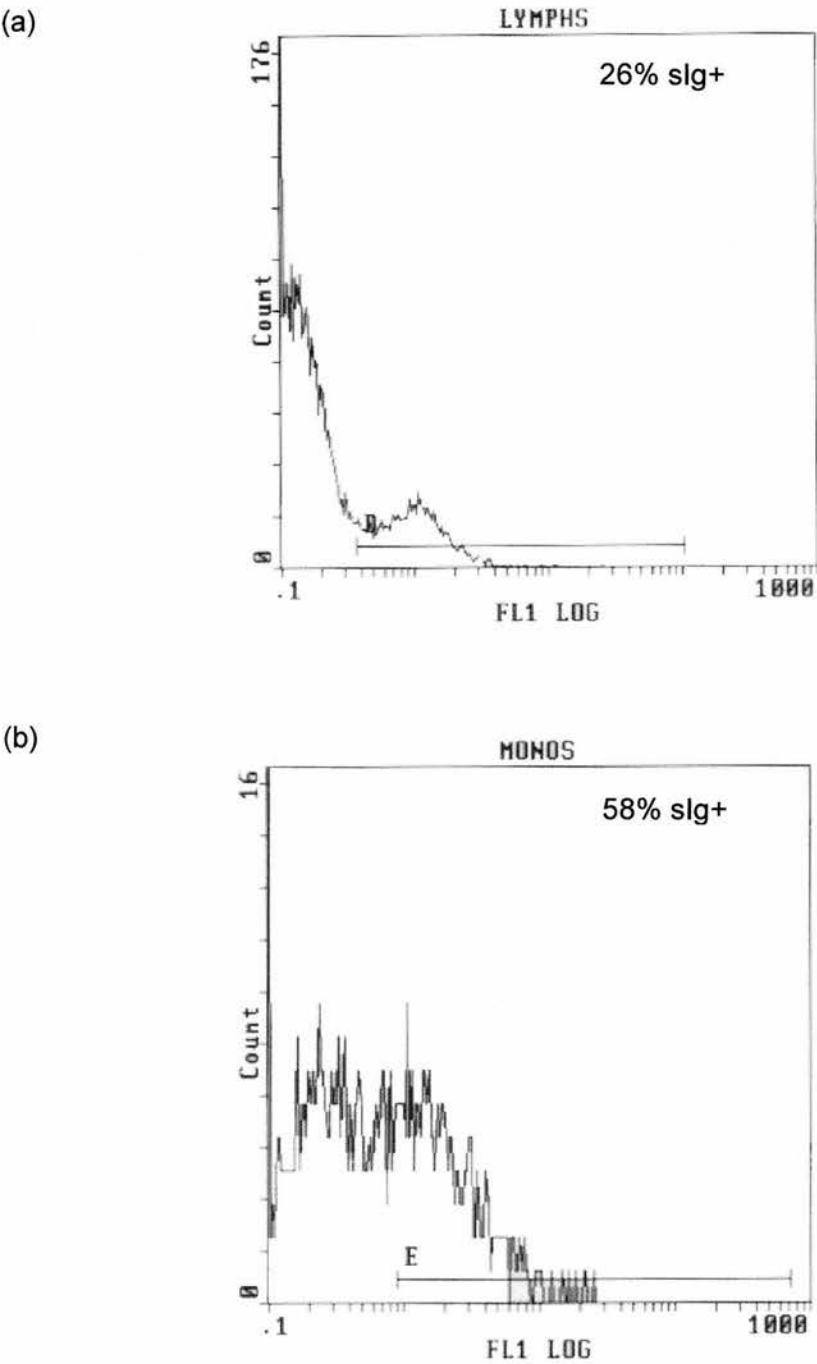 (a)
LYMPHS
176
26% sIg+
Count
D
0
.1
1000
FL1 LOG
(b)
MONOS
16
58% sIg+
Count
E
0
.1
1000
FL1 LOG